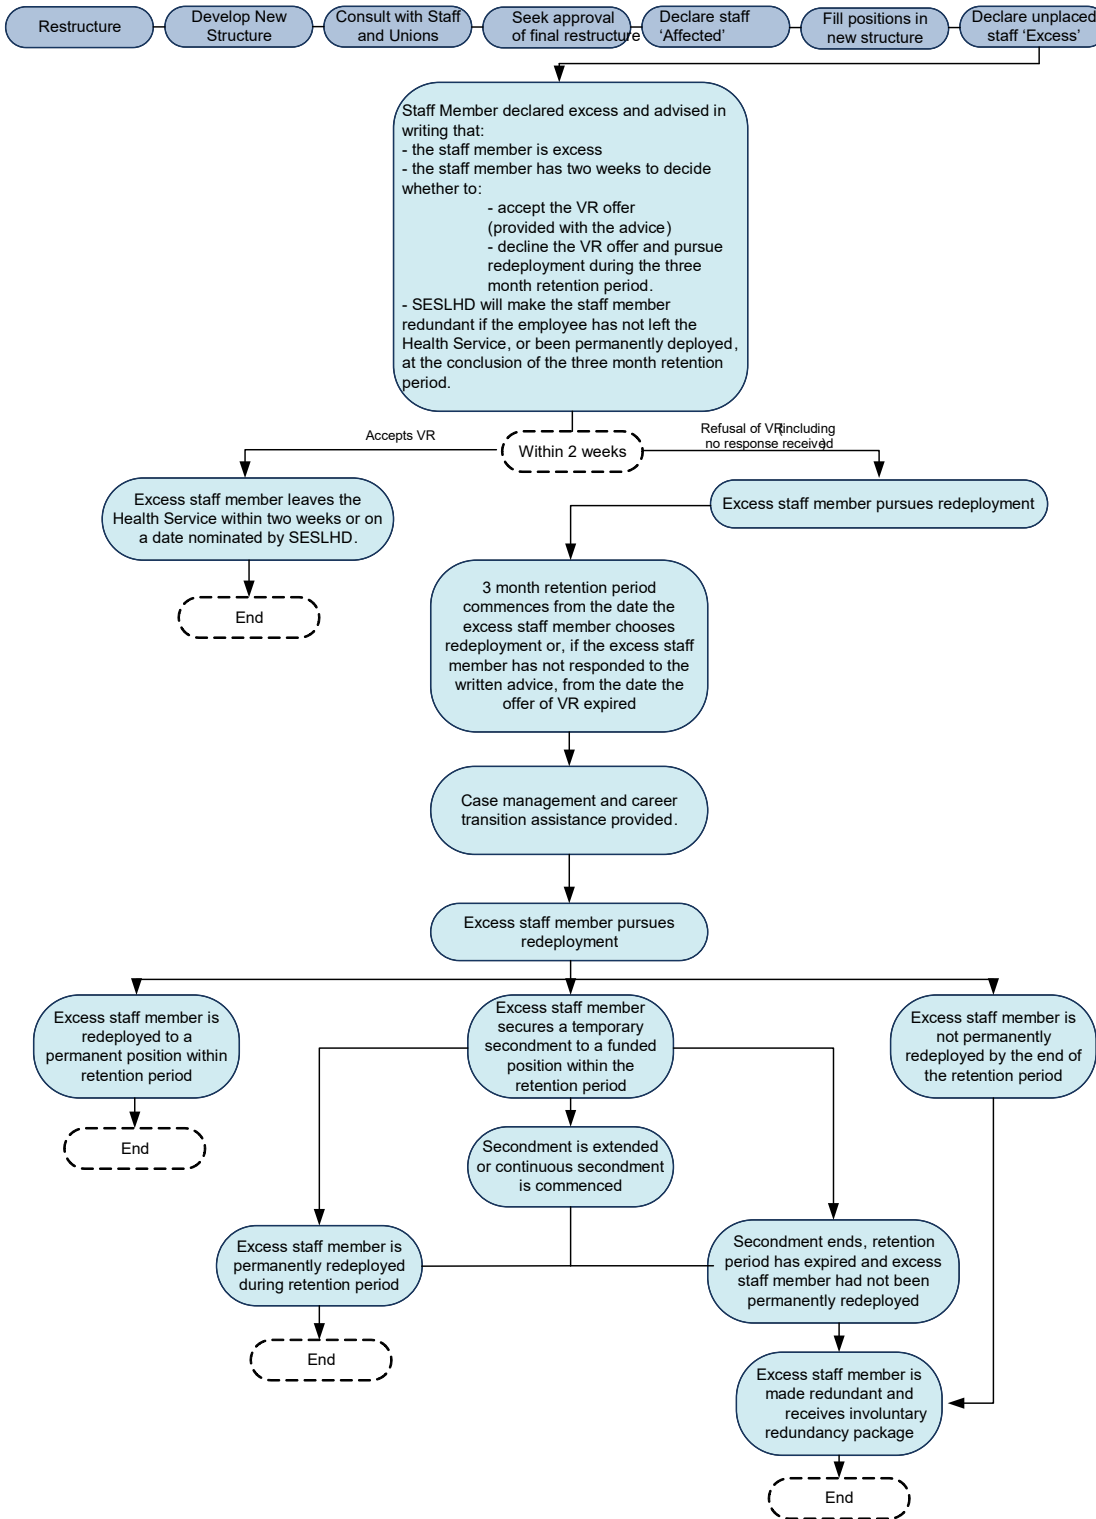 Restructure
Develop New
Structure
Consult with Staff
and Unions
Seek approval
of final restructure
Declare staff
‘Affected’
Fill positions in
new structure
Declare unplaced
staff ‘Excess’
Staff Member declared excess and advised in
writing that:
- the staff member is excess
- the staff member has two weeks to decide
whether to:
- accept the VR offer
(provided with the advice)
- decline the VR offer and pursue
redeployment during the three
month retention period.
- SESLHD will make the staff member
redundant if the employee has not left the
Health Service, or been permanently deployed,
at the conclusion of the three month retention
period.
Accepts VR
Within 2 weeks
Refusal of VR (including
no response received)
Excess staff member leaves the
Health Service within two weeks or on
a date nominated by SESLHD.
End
Excess staff member pursues redeployment
3 month retention period
commences from the date the
excess staff member chooses
redeployment or, if the excess staff
member has not responded to the
written advice, from the date the
offer of VR expired
Case management and career
transition assistance provided.
Excess staff member pursues
redeployment
Excess staff member is
redeployed to a
permanent position within
retention period
End
Excess staff member
secures a temporary
secondment to a funded
position within the
retention period
Excess staff member is
not permanently
redeployed by the end of
the retention period
Secondment is extended
or continuous secondment
is commenced
Excess staff member is
permanently redeployed
during retention period
End
Secondment ends, retention
period has expired and excess
staff member had not been
permanently redeployed
Excess staff member is
made redundant and
receives involuntary
redundancy package
End